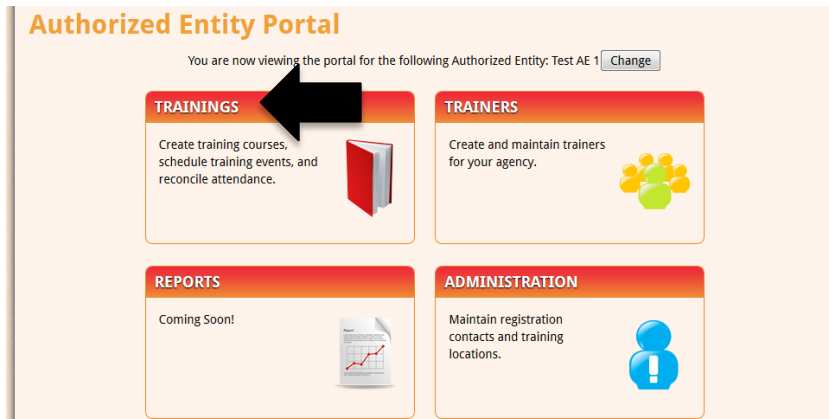 Authorized Entity Portal
You are now viewing the portal for the following Authorized Entity: Test AE 1 Change
TRAININGS
Create training courses,
schedule training events, and
reconcile attendance.
TRAINERS
Create and maintain trainers
for your agency.
REPORTS
Coming Soon!
Report
ADMINISTRATION
Maintain registration
contacts and training
locations.